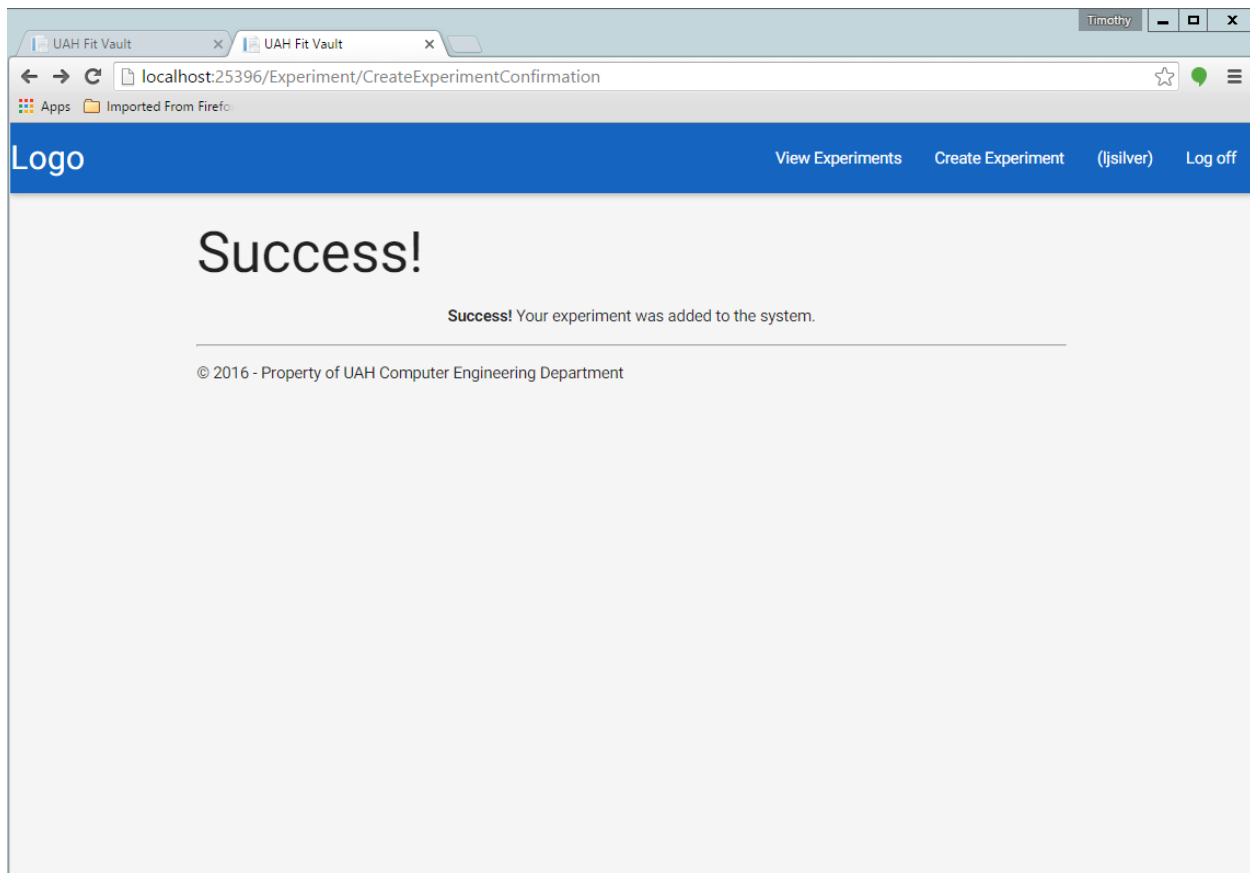 Timothy
UAH Fit Vault UAH Fit Vault
localhost:25396/Experiment/CreateExperimentConfirmation
Apps Imported From Firefo
Logo View Experiments Create Experiment (ljsilver) Log off
Success!
Success! Your experiment was added to the system.
© 2016 - Property of UAH Computer Engineering Department